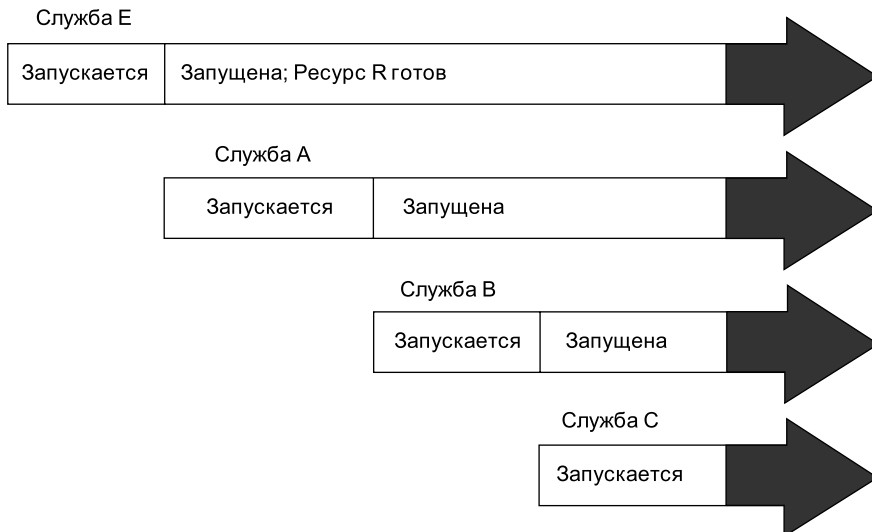 Служба E
Запускается
Запущена; Ресурс R готов
Служба A
Запускается
Запущена
Служба B
Запускается
Запущена
Служба C
Запускается